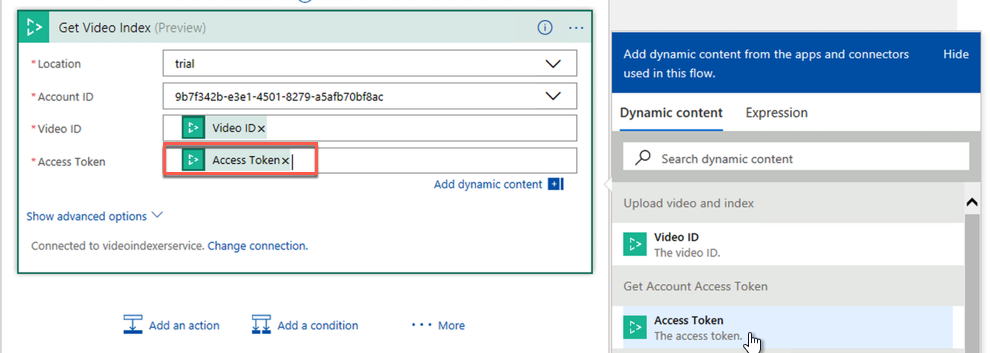 Get Video Index (Preview)
* Location
trial
* Account ID
9b7f342b-e3e1-4501-8279-a5afb70bf8ac
* Video ID
Video ID ×
* Access Token
Access Token ×
Add dynamic content
Show advanced options
Connected to videoindexerservice. Change connection.
Add an action
Add a condition
··· More
Add dynamic content from the apps and connectors
used in this flow.
Hide
Dynamic content
Expression
Search dynamic content
Upload video and index
Video ID
The video ID.
Get Account Access Token
Access Token
The access token.